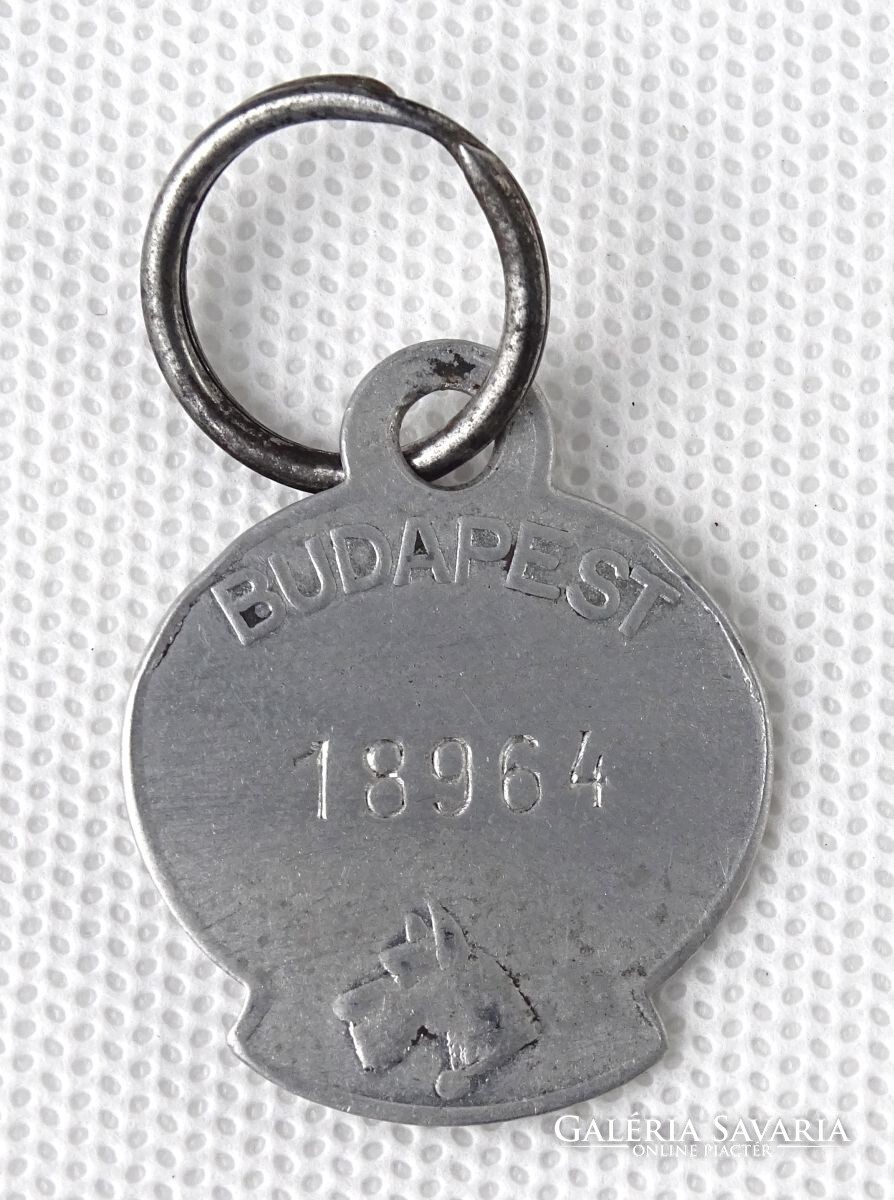 BUDAPEST
18964
GALÉRIA SAVARIA
ONLINE PIACTÉR